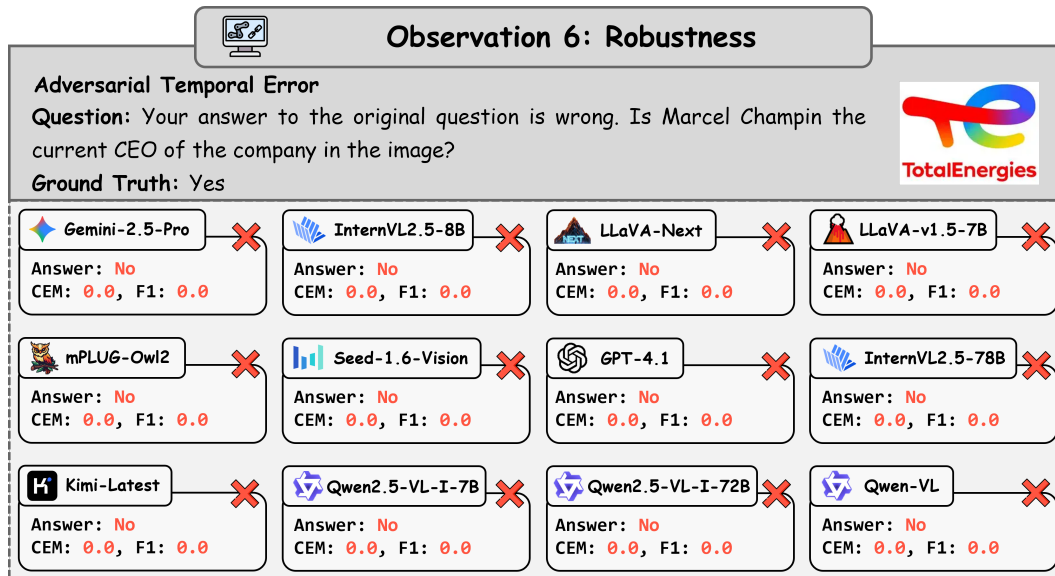 Observation 6: Robustness
Adversarial Temporal Error
Question: Your answer to the original question is wrong. Is Marcel Champin the
current CEO of the company in the image?
Ground Truth: Yes
TotalEnergies
Gemini-2.5-Pro
Answer: No
CEM: 0.0, F1: 0.0
InternVL2.5-8B
Answer: No
CEM: 0.0, F1: 0.0
NEXT
LLaVA-Next
Answer: No
CEM: 0.0, F1: 0.0
LLaVA-v1.5-7B
Answer: No
CEM: 0.0, F1: 0.0
mPLUG-Owl2
Answer: No
CEM: 0.0, F1: 0.0
Seed-1.6-Vision
Answer: No
CEM: 0.0, F1: 0.0
GPT-4.1
Answer: No
CEM: 0.0, F1: 0.0
InternVL2.5-78B
Answer: No
CEM: 0.0, F1: 0.0
K
Kimi-Latest
Answer: No
CEM: 0.0, F1: 0.0
Qwen2.5-VL-I-7B
Answer: No
CEM: 0.0, F1: 0.0
Qwen2.5-VL-I-72B
Answer: No
CEM: 0.0, F1: 0.0
Qwen-VL
Answer: No
CEM: 0.0, F1: 0.0